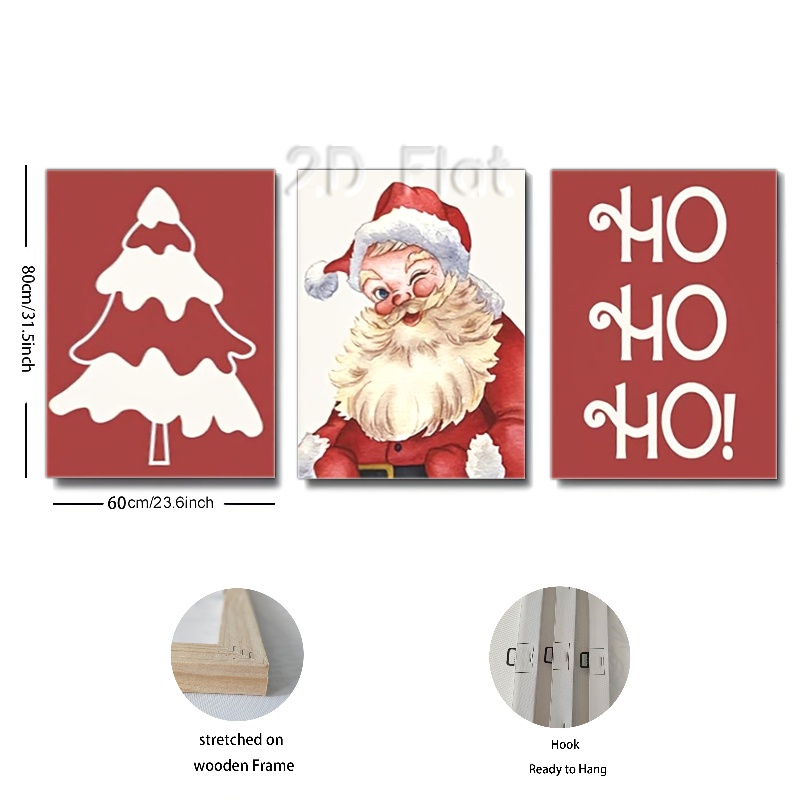 2D Flat
HO
HO
HO!
80cm/31.5inch
60cm/23.6inch
stretched on
wooden Frame
Hook
Ready to Hang